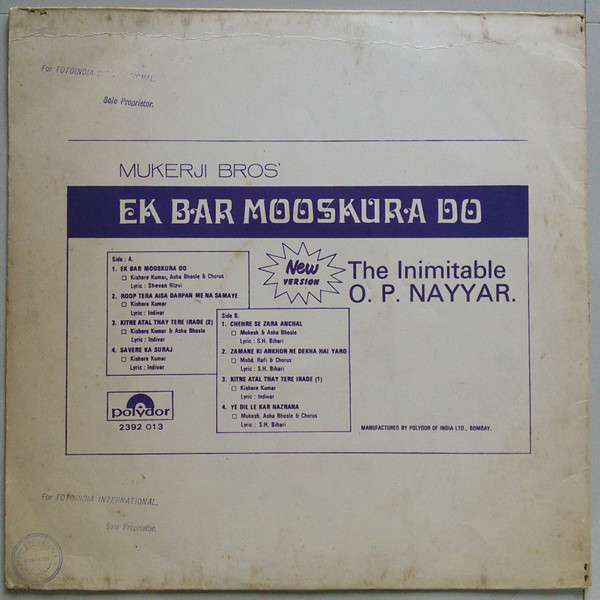 For FOTOINDIA
Sole Proprietor.
MUKERJI BROS'
EK BAR MOOSKURA DO
New
VERSION
The Inimitable
O. P. NAYYAR.
Side : A.
1. EK BAR MOOSKURA DO
Kishore Kumar, Asha Bhosle & Chorus
Lyric : Shevan Rizvi
2. ROOP TERA AISA DARPAN ME NA SAMAYE
Kishore Kumar
Lyric : Indivar
3. KITNE ATAL THAY TERE IRADE (2)
Kishore Kumar & Asha Bhosle
Lyric : Indivar
4. SAVERE KA SURAJ
Kishore Kumar
Lyric : Indivar
Side B.
1. CHEHRE SE ZARA ANCHAL
Mukesh & Asha Bhosle
Lyric : S.H. Bihari
2. ZAMANE KI ANKHON NE DEKHA HAI YARO
Mohd. Rafi & Chorus
Lyric : S.H. Bihari
3. KITNE ATAL THAY TERE IRADE (1)
Kishore Kumar
Lyric : Indivar
4. YE DIL LE KAR NAZRANA
Mukesh, Asha Bhosle & Chorus
Lyric : S.H. Bihari
polydor
2392 013
MANUFACTURED BY POLYDOR OF INDIA LTD., BOMBAY.
For FOTOINDIA INTERNATIONAL,
Sole Proprietor.